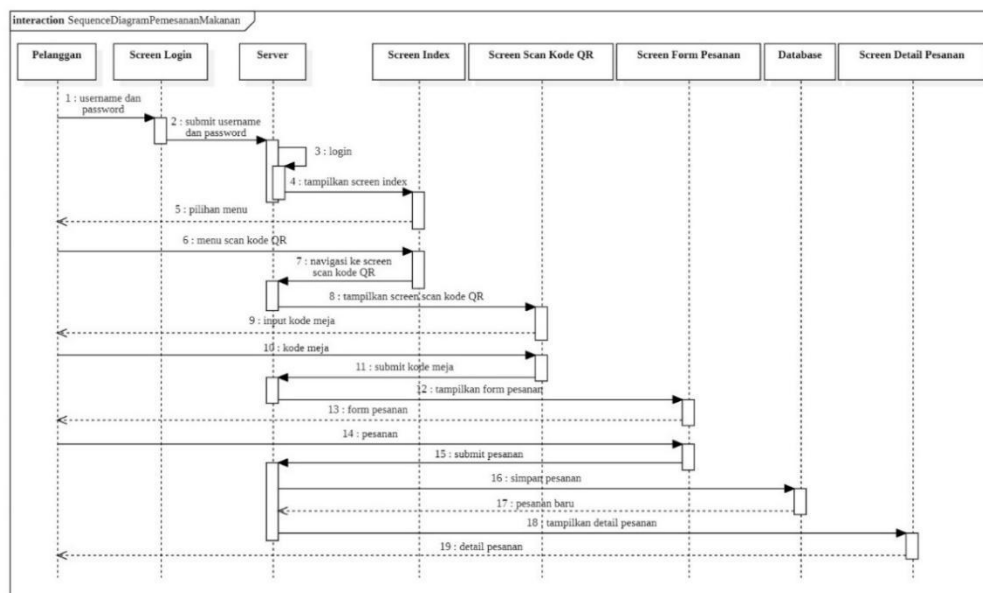 interaction SequenceDiagramPemesananMakanan
Pelanggan
Screen Login
Server
Screen Index
Screen Scan Kode QR
Screen Form Pesanan
Database
Screen Detail Pesanan
1 : username dan
password
2 : submit username
dan password
3 : login
4 : tampilkan screen index
5 : pilihan menu
6 : menu scan kode QR
7 : navigasi ke screen
scan kode QR
8 : tampilkan screen scan kode QR
9 : input kode meja
10 : kode meja
11 : submit kode meja
12 : tampilkan form pesanan
13 : form pesanan
14 : pesanan
15 : submit pesanan
16 : simpan pesanan
17 : pesanan baru
18 : tampilkan detail pesanan
19 : detail pesanan